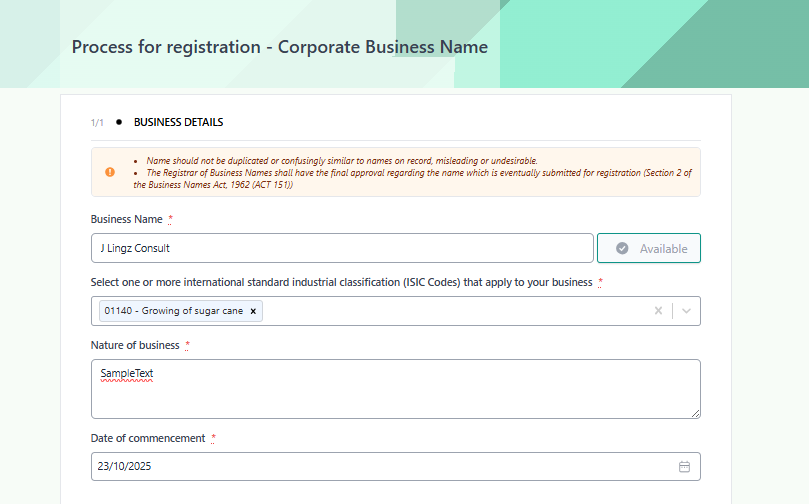 Process for registration - Corporate Business Name
1/1 ● BUSINESS DETAILS
• Name should not be duplicated or confusingly similar to names on record, misleading or undesirable.
• The Registrar of Business Names shall have the final approval regarding the name which is eventually submitted for registration (Section 2 of
the Business Names Act, 1962 (ACT 151))
Business Name *
J Lingz Consult
Available
Select one or more international standard industrial classification (ISIC Codes) that apply to your business *
01140 - Growing of sugar cane x
Nature of business *
SampleText
Date of commencement *
23/10/2025